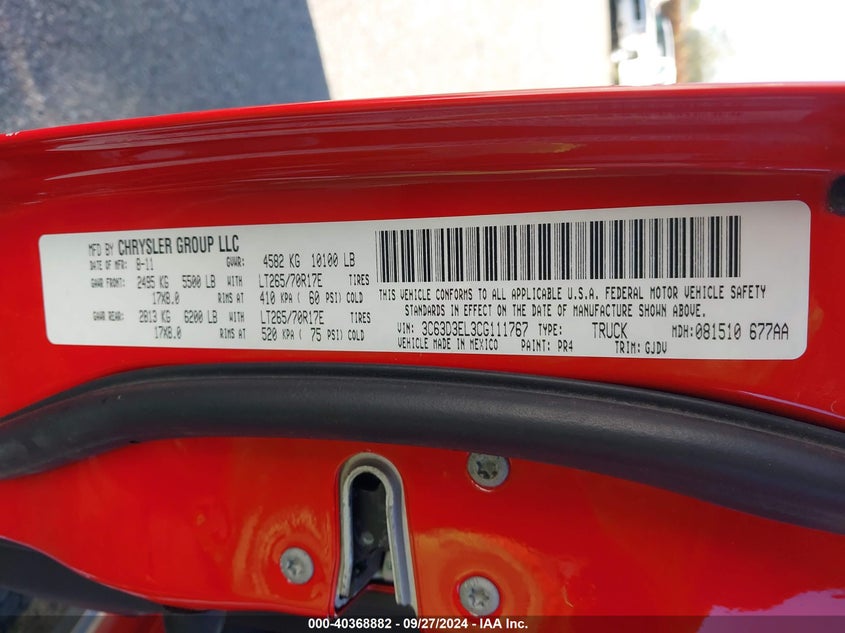 MFD BY CHRYSLER GROUP LLC
DATE OF MFR: 8-11 GVWR: 4582 KG 10100 LB
GAWR FRONT: 2495 KG 5500 LB WITH LT265/70R17E TIRES
17X8.0 RIMS AT 410 KPA ( 60 PSI) COLD
GAWR REAR: 2813 KG 6200 LB WITH LT265/70R17E TIRES
17X8.0 RIMS AT 520 KPA ( 75 PSI) COLD
THIS VEHICLE CONFORMS TO ALL APPLICABLE U.S.A. FEDERAL MOTOR VEHICLE SAFETY
STANDARDS IN EFFECT ON THE DATE OF MANUFACTURE SHOWN ABOVE.
VIN: 3C63D3EL3CG111767 TYPE: TRUCK MDH: 081510 677AA
VEHICLE MADE IN MEXICO PAINT: PR4 TRIM: GJDV
000-40368882 - 09/27/2024 - IAA Inc.